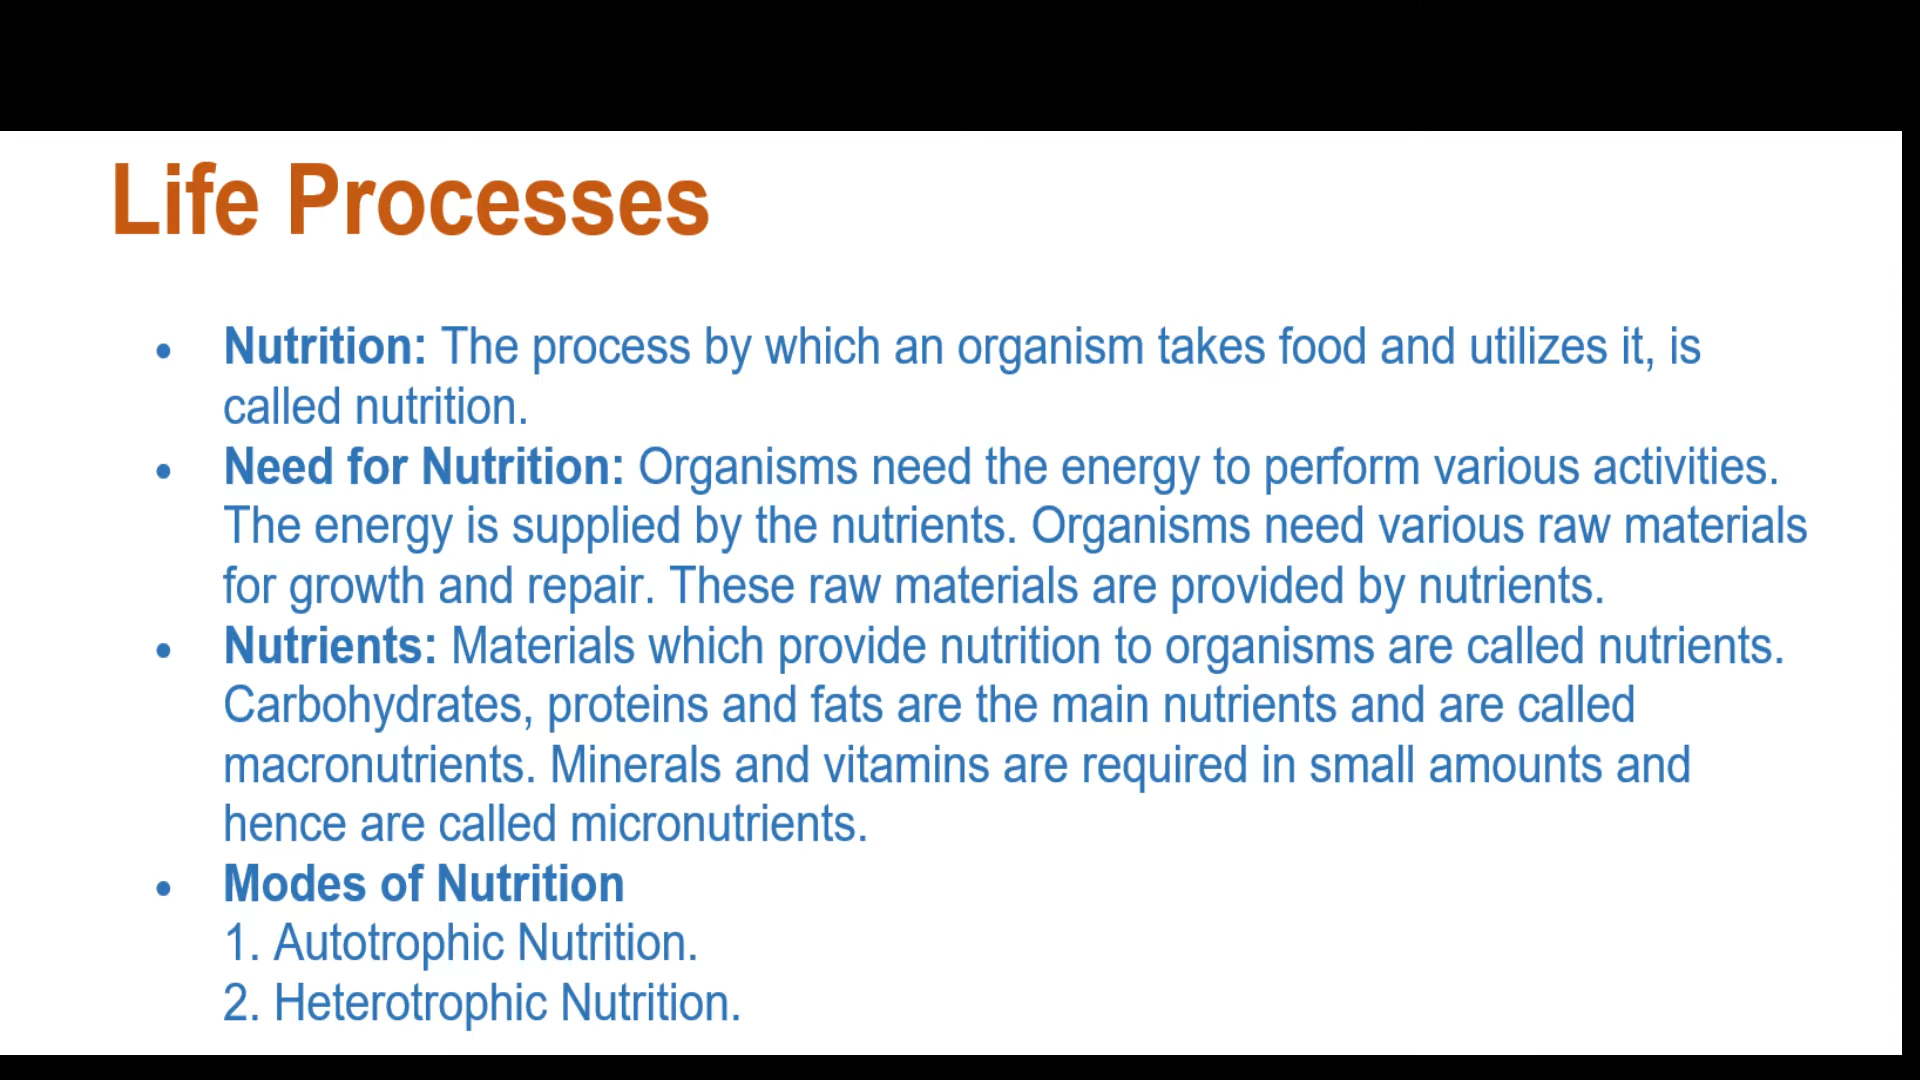 Life Processes
• Nutrition: The process by which an organism takes food and utilizes it, is
called nutrition.
• Need for Nutrition: Organisms need the energy to perform various activities.
The energy is supplied by the nutrients. Organisms need various raw materials
for growth and repair. These raw materials are provided by nutrients.
• Nutrients: Materials which provide nutrition to organisms are called nutrients.
Carbohydrates, proteins and fats are the main nutrients and are called
macronutrients. Minerals and vitamins are required in small amounts and
hence are called micronutrients.
• Modes of Nutrition
1. Autotrophic Nutrition.
2. Heterotrophic Nutrition.